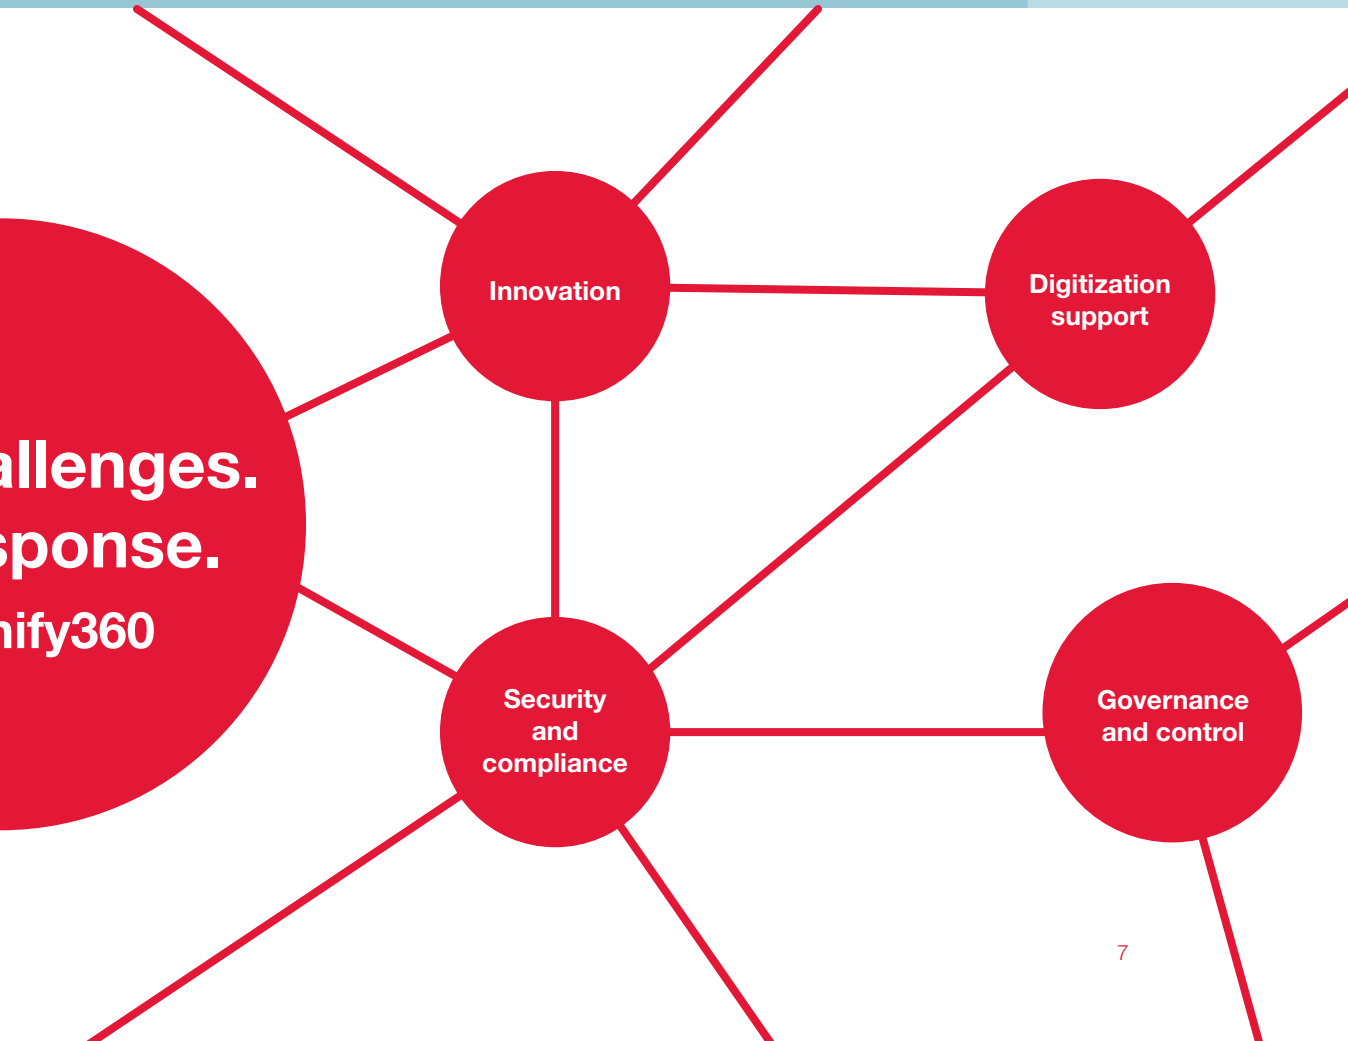 allenges.
sponse.
nify360
Innovation
Digitization
support
Security
and
compliance
Governance
and control
7